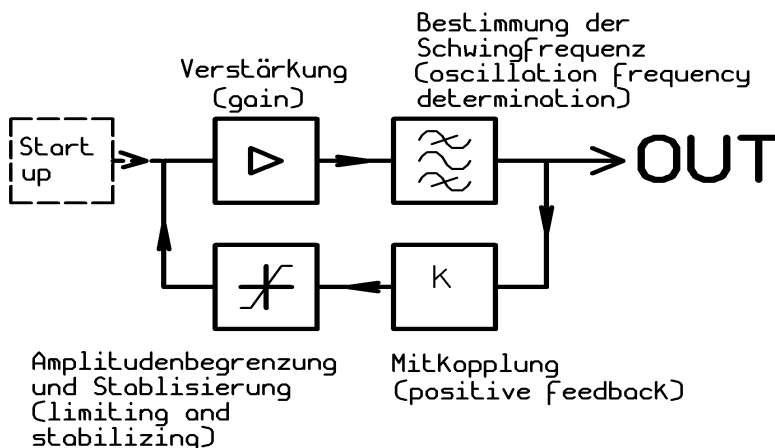 Bestimmung der
Schwingfrequenz
(oscillation frequency
determination)
Verstärkung
(gain)
Start
up
OUT
K
Amplitudenbegrenzung
und Stablisierung
(limiting and
stabilizing)
Mitkopplung
(positive feedback)